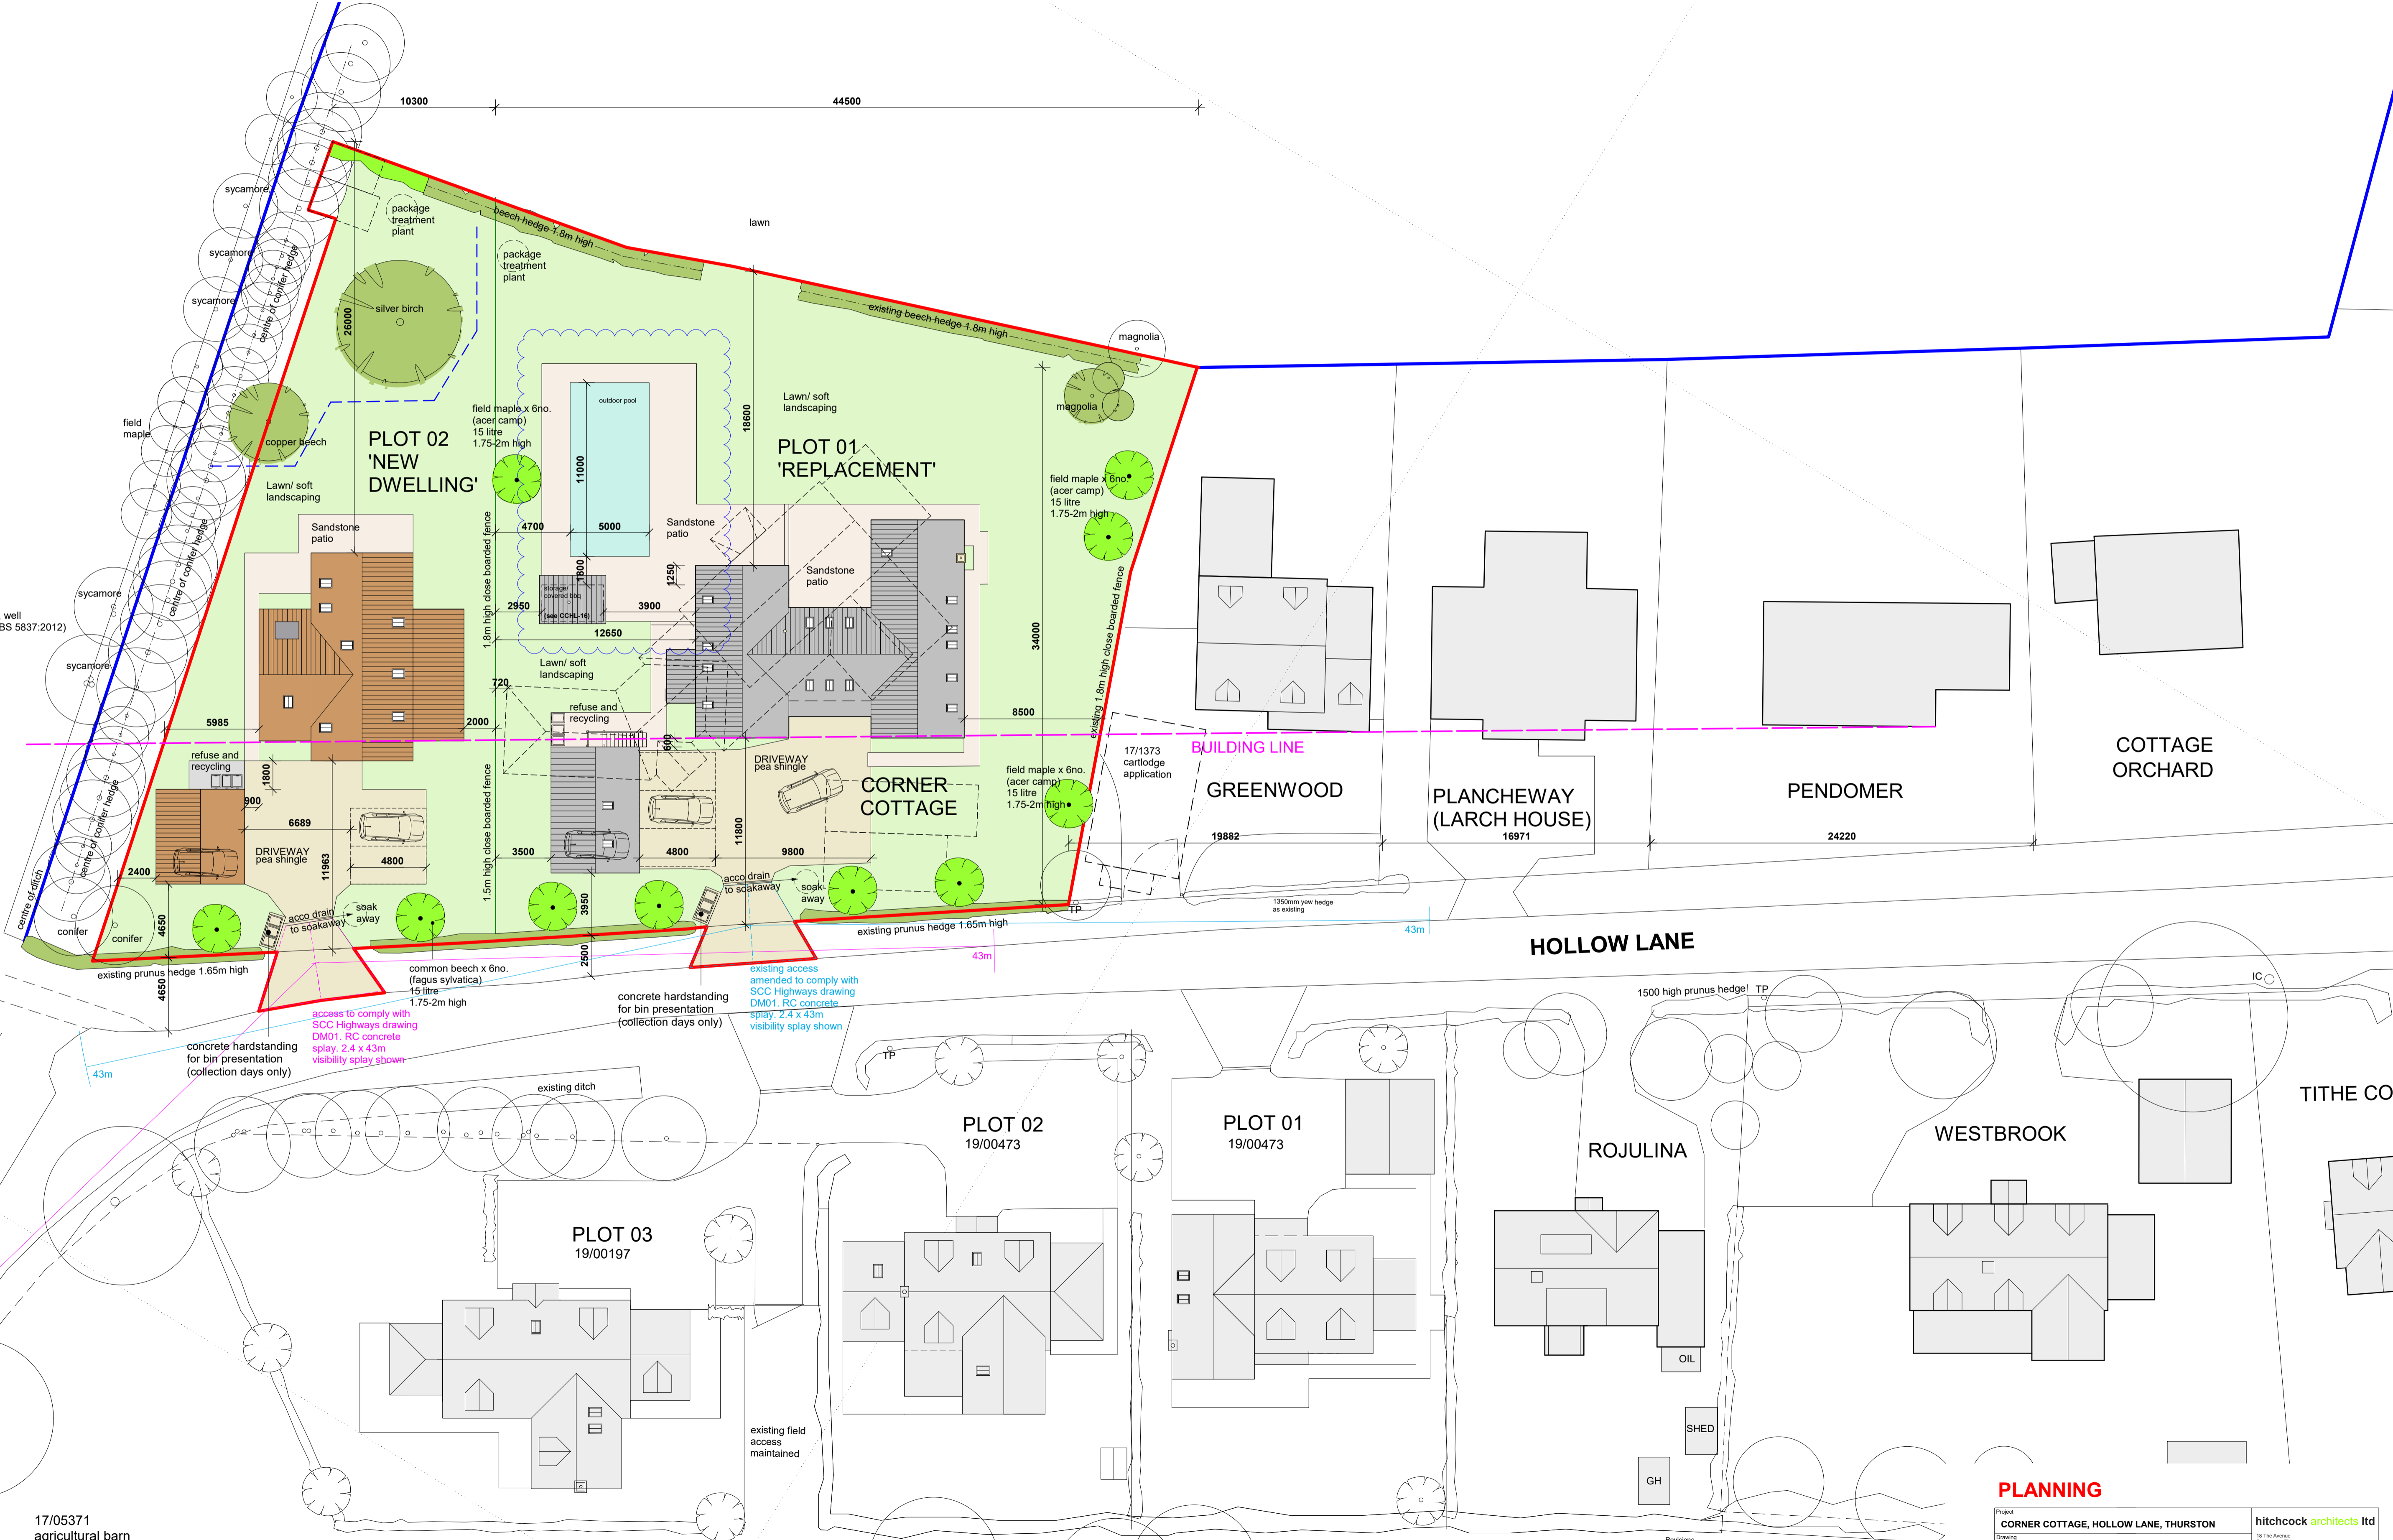 10300
44500
sycamore
package
treatment
plant
beech hedge 1.8m high
lawn
sycamore
centre of conifer hedge
package
treatment
plant
sycamore
silver birch
26000
existing beech hedge 1.8m high
magnolia
outdoor pool
18600
Lawn/ soft
landscaping
magnolia
field
maple
copper beech
field maple x 6no.
(acer camp)
15 litre
1.75-2m high
PLOT 02
'NEW
DWELLING'
PLOT 01
'REPLACEMENT'
11000
Lawn/ soft
landscaping
field maple x 6no.
(acer camp)
15 litre
1.75-2m high
Sandstone
patio
4700
5000
Sandstone
patio
centre of conifer hedge
1.8m high close boarded fence
1800
1250
Sandstone
patio
storage/
covered bbq
(see CCHL-16)
sycamore
well
BS 5837:2012)
2950
3900
12650
34000
existing 1.8m high close boarded fence
sycamore
Lawn/ soft
landscaping
720
refuse and
recycling
5985
2000
8500
600
BUILDING LINE
refuse and
recycling
1800
DRIVEWAY
pea shingle
17/1373
cartlodge
application
COTTAGE
ORCHARD
field maple x 6no.
(acer camp)
15 litre
1.75-2m high
CORNER
COTTAGE
GREENWOOD
PLANCHEWAY
(LARCH HOUSE)
PENDOMER
centre of conifer hedge
900
6689
1.5m high close boarded fence
11800
19882
16971
24220
DRIVEWAY
pea shingle
11963
4800
3500
4800
9800
2400
centre of ditch
acco drain
to soakaway
soak
away
3950
4650
acco drain
to soakaway
soak
away
1350mm yew hedge
as existing
TP
conifer
conifer
existing prunus hedge 1.65m high
43m
HOLLOW LANE
2500
43m
existing prunus hedge 1.65m high
4650
common beech x 6no.
(fagus sylvatica)
15 litre
1.75-2m high
existing access
amended to comply with
SCC Highways drawing
DM01. RC concrete
splay. 2.4 x 43m
visibility splay shown
concrete hardstanding
for bin presentation
(collection days only)
1500 high prunus hedge
TP
IC
access to comply with
SCC Highways drawing
DM01. RC concrete
splay. 2.4 x 43m
visibility splay shown
concrete hardstanding
for bin presentation
(collection days only)
43m
TP
existing ditch
TITHE CO
PLOT 02
19/00473
PLOT 01
19/00473
ROJULINA
WESTBROOK
PLOT 03
19/00197
OIL
SHED
existing field
access
maintained
GH
PLANNING
17/05371
agricultural barn
Project
CORNER COTTAGE, HOLLOW LANE, THURSTON
hitchcock architects ltd
18 The Avenue
Drawing
Revisions